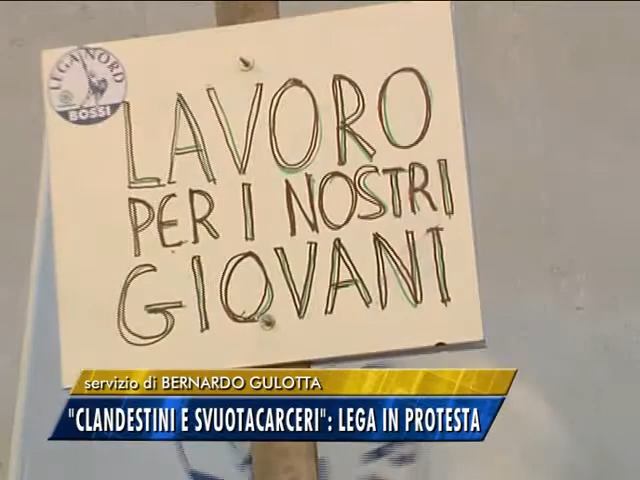 LEGA NORD
BOSSI
LAVORO
PER I NOSTRI
GIOVANI
servizio di BERNARDO GULOTTA
"CLANDESTINI E SVUOTACARCERI": LEGA IN PROTESTA